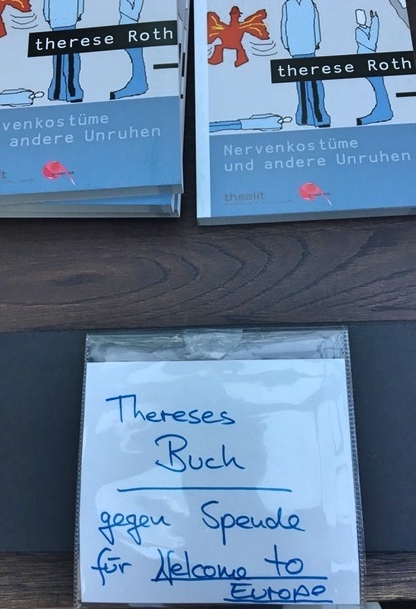 therese Roth
therese Roth
venkostüme
andere Unruhen
Nervenkostüme
und andere Unruhen
thealit
Thereses
Buch
gegen Spende
für Welcome to
Europe